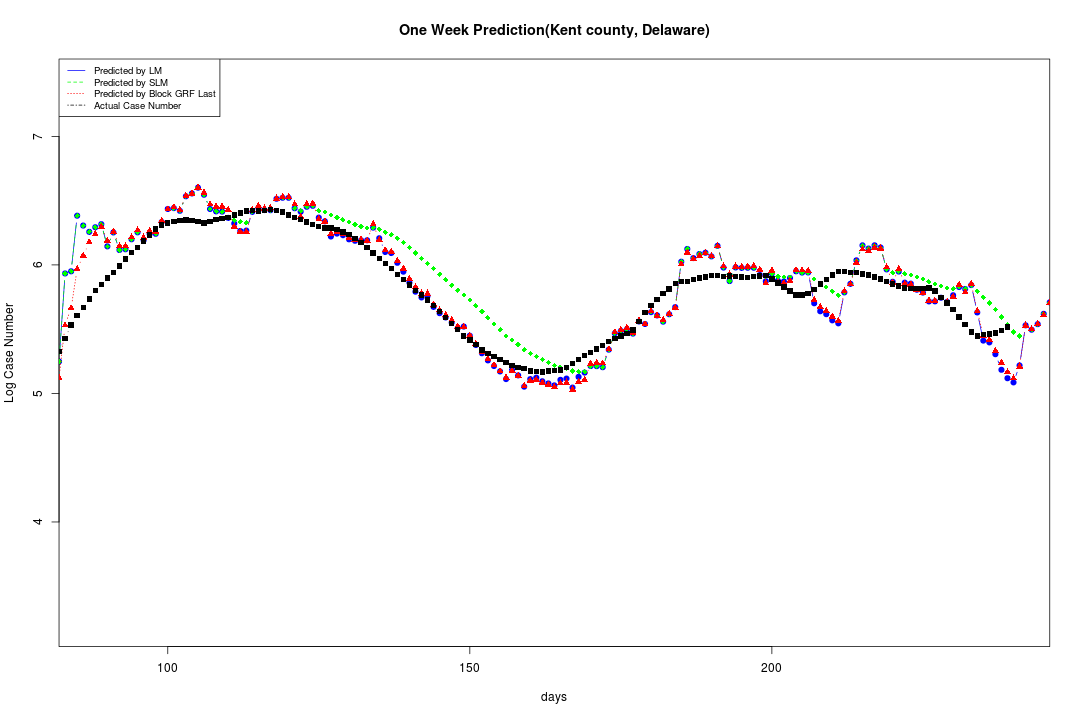 One Week Prediction(Kent county, Delaware)
Predicted by LM
Predicted by SLM
Predicted by Block GRF Last
Actual Case Number
7
6
5
4
Log Case Number
100
150
200
days